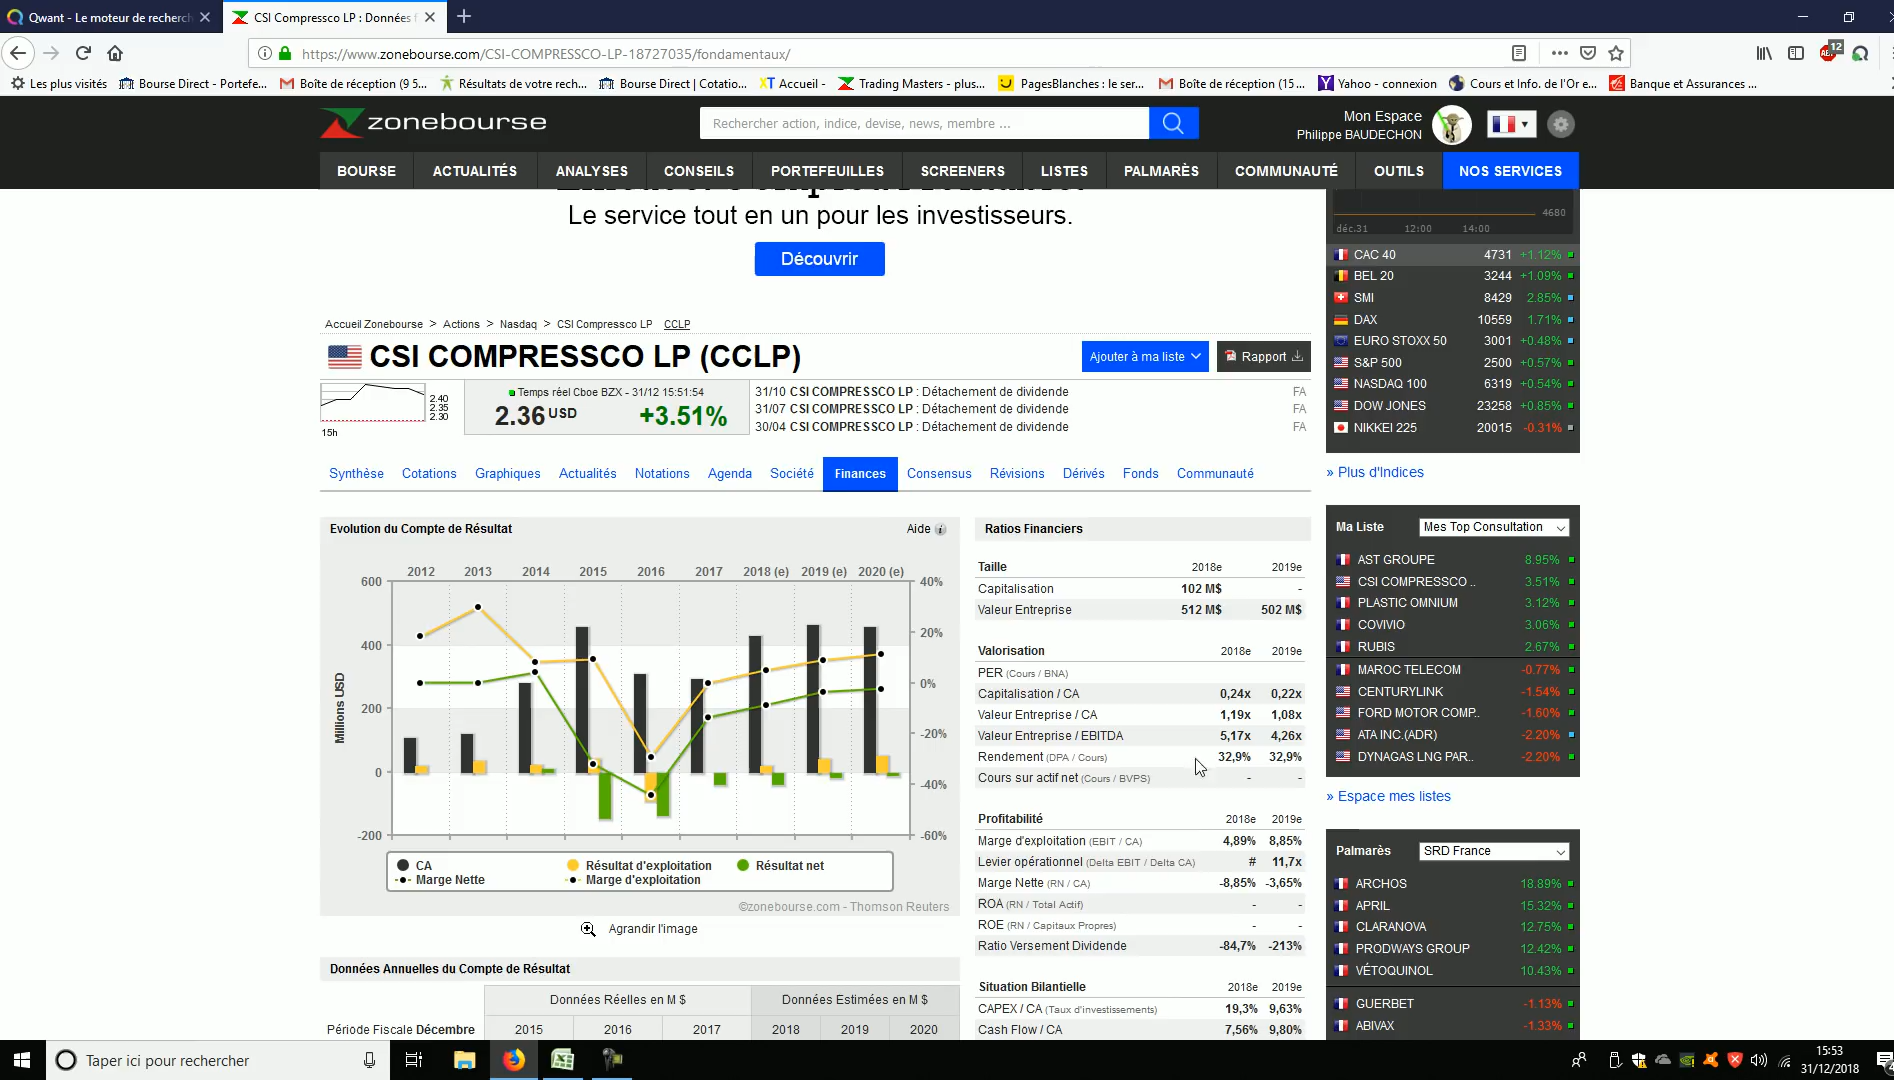 Qwant - Le moteur de recherch
CSI Compressco LP : Données f
https://www.zonebourse.com/CSI-COMPRESSCO-LP-18727035/fondamentaux/
12
Les plus visités
Bourse Direct - Portefe...
Boîte de réception (9 5...
Résultats de votre rech...
Bourse Direct | Cotatio...
Accueil -
Trading Masters - plus...
PagesBlanches : le ser...
Boîte de réception (15 ...
Yahoo - connexion
Cours et Info. de l'Or e...
Banque et Assurances ...
zonebourse
Rechercher action, indice, devise, news, membre ...
Mon Espace
Philippe BAUDECHON
BOURSE
ACTUALITÉS
ANALYSES
CONSEILS
PORTEFEUILLES
SCREENERS
LISTES
PALMARÈS
COMMUNAUTÉ
OUTILS
NOS SERVICES
Le service tout en un pour les investisseurs.
Découvrir
Accueil Zonebourse > Actions > Nasdaq > CSI Compressco LP CCLP
CSI COMPRESSCO LP (CCLP)
Ajouter à ma liste
Rapport
2.40
2.35
2.30
15h
Temps réel Cboe BZX - 31/12 15:51:54
2.36 USD +3.51%
31/10 CSI COMPRESSCO LP : Détachement de dividende FA
31/07 CSI COMPRESSCO LP : Détachement de dividende FA
30/04 CSI COMPRESSCO LP : Détachement de dividende FA
Synthèse
Cotations
Graphiques
Actualités
Notations
Agenda
Société
Finances
Consensus
Révisions
Dérivés
Fonds
Communauté
Evolution du Compte de Résultat
Aide
2012 2013 2014 2015 2016 2017 2018 (e) 2019 (e) 2020 (e)
600
400
200
0
-200
Millions USD
40%
20%
0%
-20%
-40%
-60%
CA
Résultat d'exploitation
Résultat net
Marge Nette
Marge d'exploitation
©zonebourse.com - Thomson Reuters
Agrandir l'image
Données Annuelles du Compte de Résultat
Données Réelles en M $
Données Estimées en M $
Période Fiscale Décembre 2015 2016 2017 2018 2019 2020
Ratios Financiers
Taille 2018e 2019e
Capitalisation 102 M$ -
Valeur Entreprise 512 M$ 502 M$
Valorisation 2018e 2019e
PER (Cours / BNA)
Capitalisation / CA 0,24x 0,22x
Valeur Entreprise / CA 1,19x 1,08x
Valeur Entreprise / EBITDA 5,17x 4,26x
Rendement (DPA / Cours) 32,9% 32,9%
Cours sur actif net (Cours / BVPS) - -
Profitabilité 2018e 2019e
Marge d'exploitation (EBIT / CA) 4,89% 8,85%
Levier opérationnel (Delta EBIT / Delta CA) # 11,7x
Marge Nette (RN / CA) -8,85% -3,65%
ROA (RN / Total Actif) - -
ROE (RN / Capitaux Propres) - -
Ratio Versement Dividende -84,7% -213%
Situation Bilantielle 2018e 2019e
CAPEX / CA (Taux d'investissements) 19,3% 9,63%
Cash Flow / CA 7,56% 9,80%
4680
déc.31 12:00 14:00
CAC 40 4731 +1.12%
BEL 20 3244 +1.09%
SMI 8429 2.85%
DAX 10559 1.71%
EURO STOXX 50 3001 +0.48%
S&P 500 2500 +0.57%
NASDAQ 100 6319 +0.54%
DOW JONES 23258 +0.85%
NIKKEI 225 20015 -0.31%
» Plus d'Indices
Ma Liste
Mes Top Consultation
AST GROUPE 8.95%
CSI COMPRESSCO .. 3.51%
PLASTIC OMNIUM 3.12%
COVIVIO 3.06%
RUBIS 2.67%
MAROC TELECOM -0.77%
CENTURYLINK -1.54%
FORD MOTOR COMP.. -1.60%
ATA INC.(ADR) -2.20%
DYNAGAS LNG PAR.. -2.20%
» Espace mes listes
Palmarès
SRD France
ARCHOS 18.89%
APRIL 15.32%
CLARANOVA 12.75%
PRODWAYS GROUP 12.42%
VÉTOQUINOL 10.43%
GUERBET -1.13%
ABIVAX -1.33%
Taper ici pour rechercher
15:53
31/12/2018